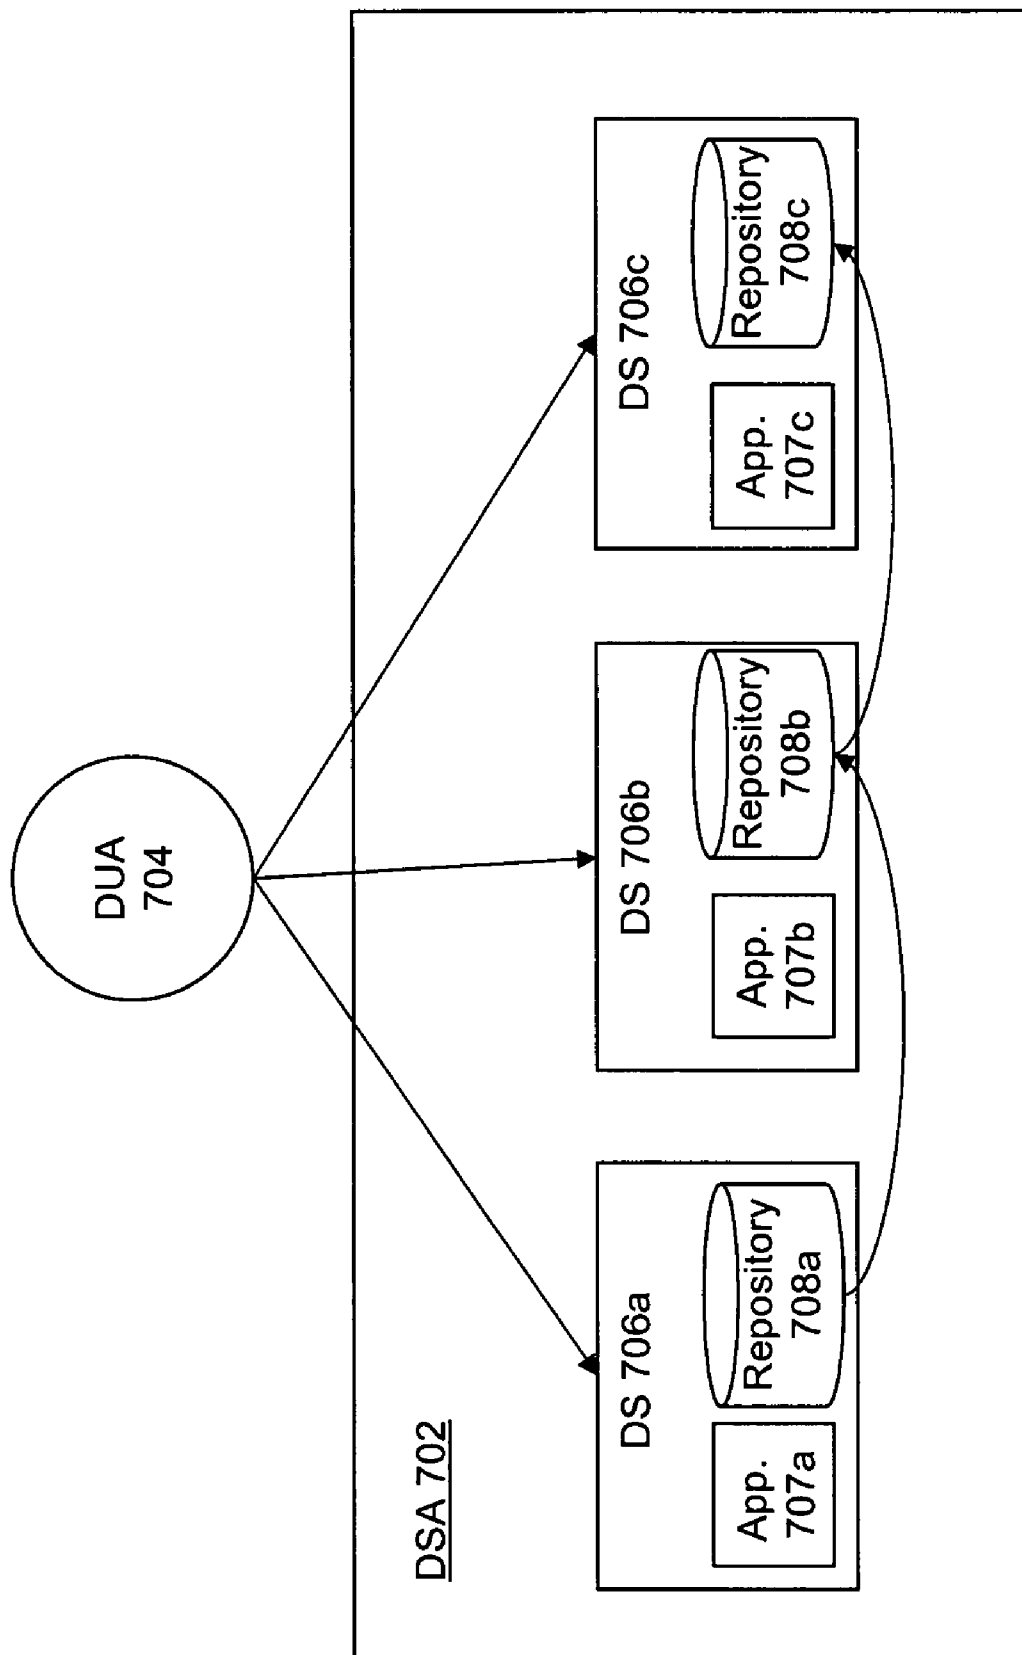 DUA
704
DSA 702
DS 706a
App.
707a
Repository
708a
DS 706b
App.
707b
Repository
708b
DS 706c
App.
707c
Repository
708c